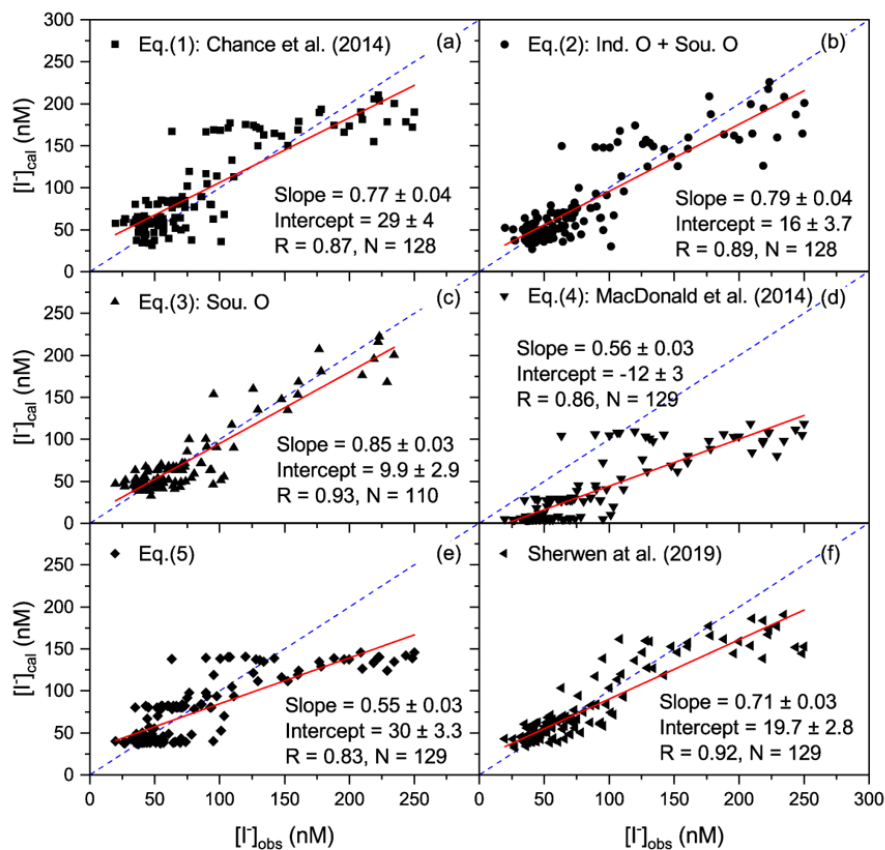 300
250
200
150
100
50
0
[I⁻]cal (nM)
■ Eq.(1): Chance et al. (2014)
(a)
Slope = 0.77 ± 0.04
Intercept = 29 ± 4
R = 0.87, N = 128
● Eq.(2): Ind. O + Sou. O
(b)
Slope = 0.79 ± 0.04
Intercept = 16 ± 3.7
R = 0.89, N = 128
250
200
150
100
50
0
[I⁻]cal (nM)
▲ Eq.(3): Sou. O
(c)
Slope = 0.85 ± 0.03
Intercept = 9.9 ± 2.9
R = 0.93, N = 110
▼ Eq.(4): MacDonald et al. (2014)
(d)
Slope = 0.56 ± 0.03
Intercept = -12 ± 3
R = 0.86, N = 129
250
200
150
100
50
0
[I⁻]cal (nM)
◆ Eq.(5)
(e)
Slope = 0.55 ± 0.03
Intercept = 30 ± 3.3
R = 0.83, N = 129
◀ Sherwen at al. (2019)
(f)
Slope = 0.71 ± 0.03
Intercept = 19.7 ± 2.8
R = 0.92, N = 129
0 50 100 150 200 250 0 50 100 150 200 250 300
[I⁻]obs (nM) [I⁻]obs (nM)